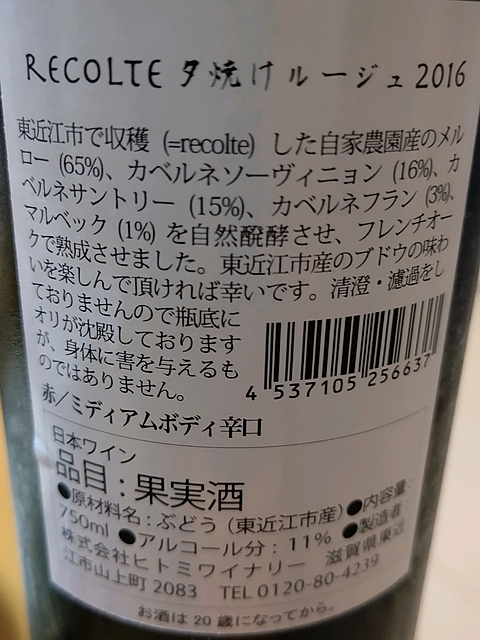 RECOLTE 夕焼けルージュ 2016
東近江市で収穫 (=recolte) した自家農園産のメル
ロー (65%)、カベルネソーヴィニョン (16%)、カ
ベルネサントリー (15%)、カベルネフラン (3%)、
マルベック (1%) を自然醗酵させ、フレンチオー
クで熟成させました。東近江市産のブドウの味わ
いを楽しんで頂ければ幸いです。清澄・濾過をし
ておりませんので瓶底に
オリが沈殿しております
が、身体に害を与えるも
のではありません。
4 537105 256637
赤／ミディアムボディ辛口
日本ワイン
品目：果実酒
●原材料名：ぶどう（東近江市産）●内容量：
750ml ●アルコール分：11% ●製造者：
株式会社ヒトミワイナリー 滋賀県東近
江市山上町 2083 TEL 0120-80-4239
お酒は 20 歳になってから。